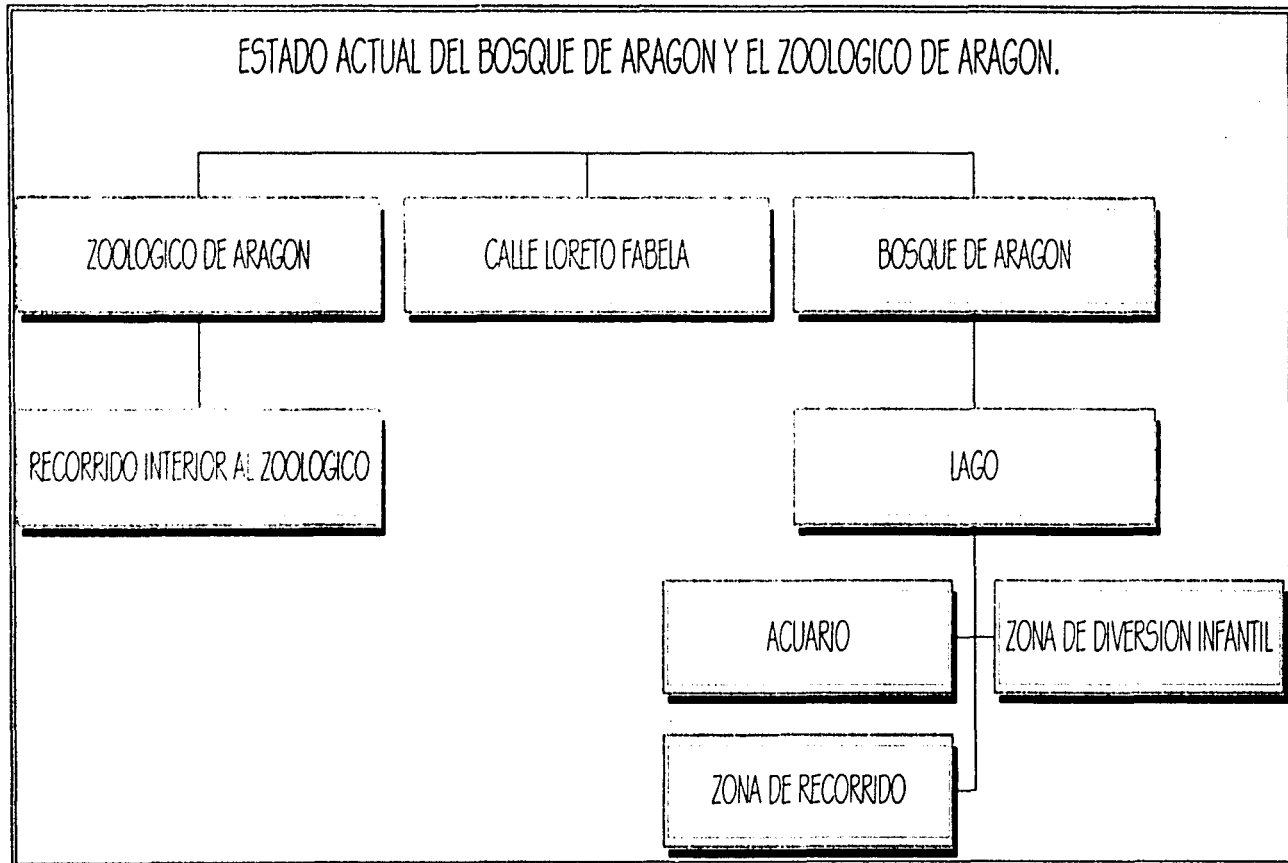 ESTADO ACTUAL DEL BOSQUE DE ARAGON Y EL ZOOLOGICO DE ARAGON.
ZOOLOGICO DE ARAGON
CALLE LORETO FABELA
BOSQUE DE ARAGON
RECORRIDO INTERIOR AL ZOOLOGICO
LAGO
ACUARIO
ZONA DE DIVERSION INFANTIL
ZONA DE RECORRIDO